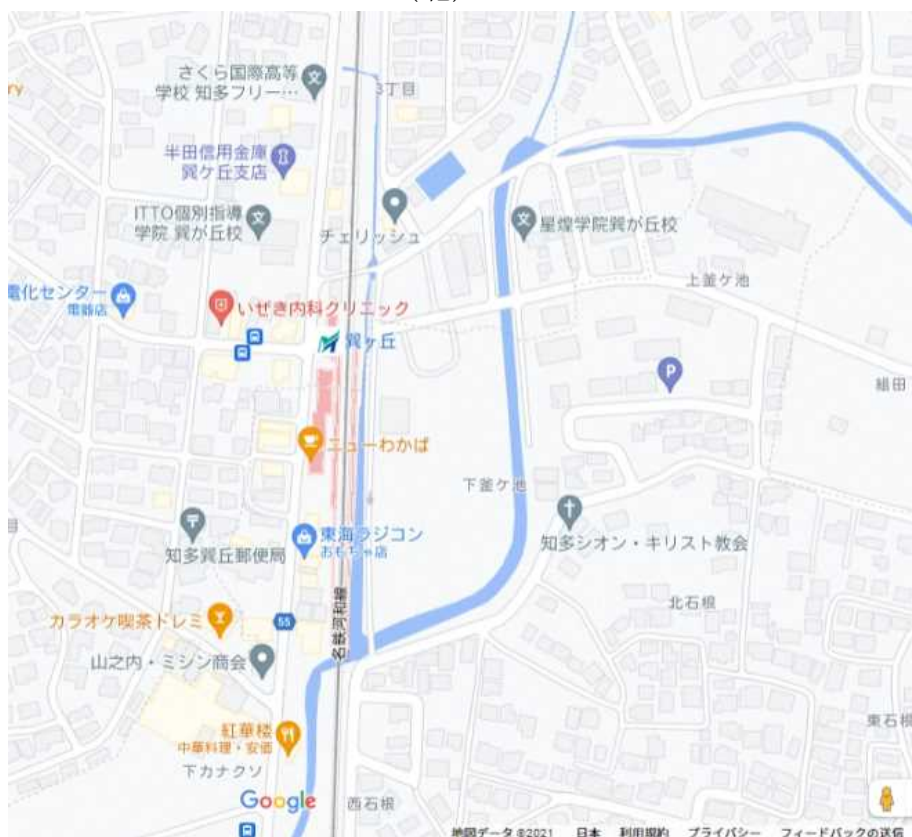 3丁目
さくら国際高等
学校 知多フリー…
ry
半田信用金庫
巽ケ丘支店
ITTO個別指導
学院 巽が丘校
チェリッシュ
星煌学院巽が丘校
上釜ケ池
電化センター
電器店
いぜき内科クリニック
巽ヶ丘
P
細田
ニューわかば
下釜ケ池
東海ラジコン
おもちゃ店
知多巽丘郵便局
知多シオン・キリスト教会
北石根
名鉄河和線
カラオケ喫茶ドレミ
55
山之内・ミシン商会
東石根
紅華楼
中華料理・安価
下カナクソ
Google
西石根
地図データ ©2021 日本 利用規約 プライバシー フィードバックの送信